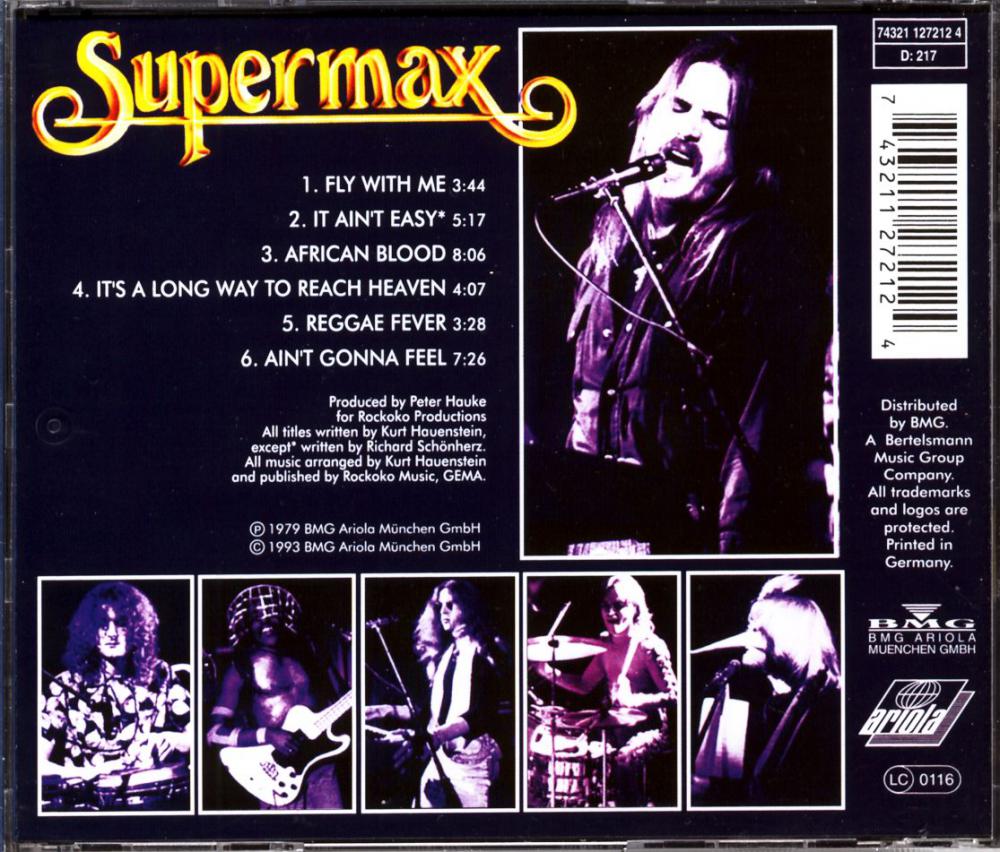 Supermax
1. FLY WITH ME 3:44
2. IT AIN'T EASY* 5:17
3. AFRICAN BLOOD 8:06
4. IT'S A LONG WAY TO REACH HEAVEN 4:07
5. REGGAE FEVER 3:28
6. AIN'T GONNA FEEL 7:26
Produced by Peter Hauke
for Rockoko Productions
All titles written by Kurt Hauenstein,
except* written by Richard Schönherz.
All music arranged by Kurt Hauenstein
and published by Rockoko Music, GEMA.
℗ 1979 BMG Ariola München GmbH
© 1993 BMG Ariola München GmbH
74321 127212 4
D: 217
7 43211 27212 4
Distributed
by BMG.
A Bertelsmann
Music Group
Company.
All trademarks
and logos are
protected.
Printed in
Germany.
BMG
BMG ARIOLA
MUENCHEN GMBH
ariola
LC 0116